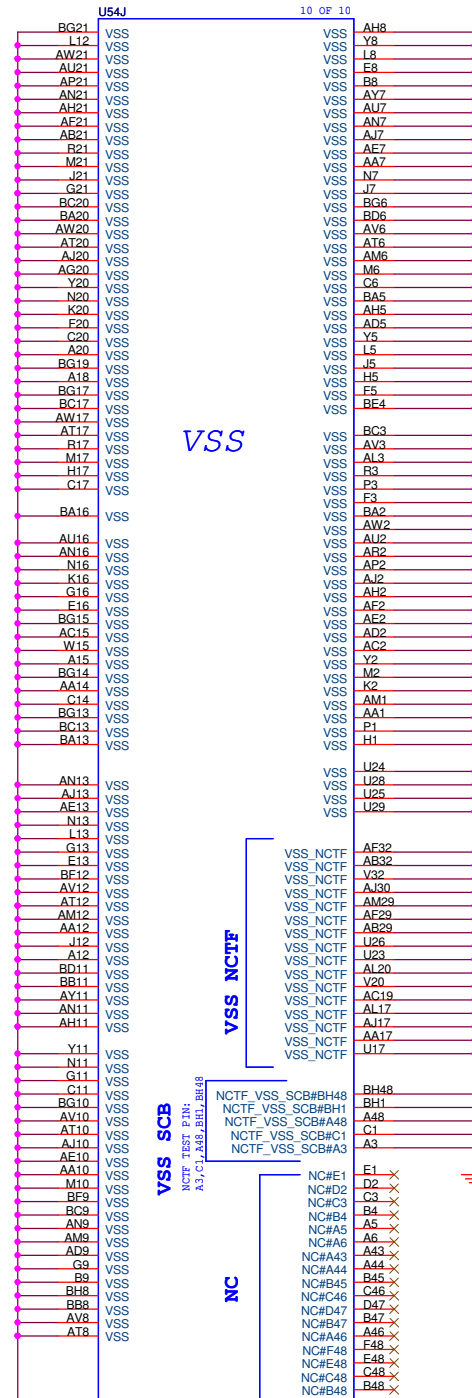 U54J
10 OF 10
BG21 VSS
L12 VSS
AW21 VSS
AU21 VSS
AP21 VSS
AN21 VSS
AH21 VSS
AF21 VSS
AB21 VSS
R21 VSS
M21 VSS
J21 VSS
G21 VSS
BC20 VSS
BA20 VSS
AW20 VSS
AT20 VSS
AJ20 VSS
AG20 VSS
Y20 VSS
N20 VSS
K20 VSS
F20 VSS
C20 VSS
A20 VSS
BG19 VSS
A18 VSS
BG17 VSS
BC17 VSS
AW17 VSS
AT17 VSS
R17 VSS
M17 VSS
H17 VSS
C17 VSS
BA16 VSS
AU16 VSS
AN16 VSS
N16 VSS
K16 VSS
G16 VSS
E16 VSS
BG15 VSS
AC15 VSS
W15 VSS
A15 VSS
BG14 VSS
AA14 VSS
C14 VSS
BG13 VSS
BC13 VSS
BA13 VSS
AN13 VSS
AJ13 VSS
AE13 VSS
N13 VSS
L13 VSS
G13 VSS
E13 VSS
BF12 VSS
AV12 VSS
AT12 VSS
AM12 VSS
AA12 VSS
J12 VSS
A12 VSS
BD11 VSS
BB11 VSS
AY11 VSS
AN11 VSS
AH11 VSS
Y11 VSS
N11 VSS
G11 VSS
C11 VSS
BG10 VSS
AV10 VSS
AT10 VSS
AJ10 VSS
AE10 VSS
AA10 VSS
M10 VSS
BF9 VSS
BC9 VSS
AN9 VSS
AM9 VSS
AD9 VSS
G9 VSS
B9 VSS
BH8 VSS
BB8 VSS
AV8 VSS
AT8 VSS
VSS
VSS AH8
VSS Y8
VSS L8
VSS E8
VSS B8
VSS AY7
VSS AU7
VSS AN7
VSS AJ7
VSS AE7
VSS AA7
VSS N7
VSS J7
VSS BG6
VSS BD6
VSS AV6
VSS AT6
VSS AM6
VSS M6
VSS C6
VSS BA5
VSS AH5
VSS AD5
VSS Y5
VSS L5
VSS J5
VSS H5
VSS F5
VSS BE4
VSS BC3
VSS AV3
VSS AL3
VSS R3
VSS P3
VSS F3
VSS BA2
VSS AW2
VSS AU2
VSS AR2
VSS AP2
VSS AJ2
VSS AH2
VSS AF2
VSS AE2
VSS AD2
VSS AC2
VSS Y2
VSS M2
VSS K2
VSS AM1
VSS AA1
VSS P1
VSS H1
VSS U24
VSS U28
VSS U25
VSS U29
VSS NCTF
VSS_NCTF AF32
VSS_NCTF AB32
VSS_NCTF V32
VSS_NCTF AJ30
VSS_NCTF AM29
VSS_NCTF AF29
VSS_NCTF AB29
VSS_NCTF U26
VSS_NCTF U23
VSS_NCTF AL20
VSS_NCTF V20
VSS_NCTF AC19
VSS_NCTF AL17
VSS_NCTF AJ17
VSS_NCTF AA17
VSS_NCTF U17
VSS SCB
NCTF TEST PIN:
A3,C1,A48,BH1,BH48
NCTF_VSS_SCB#BH48 BH48
NCTF_VSS_SCB#BH1 BH1
NCTF_VSS_SCB#A48 A48
NCTF_VSS_SCB#C1 C1
NCTF_VSS_SCB#A3 A3
NC
NC#E1 E1
NC#D2 D2
NC#C3 C3
NC#B4 B4
NC#A5 A5
NC#A6 A6
NC#A43 A43
NC#A44 A44
NC#B45 B45
NC#C46 C46
NC#D47 D47
NC#B47 B47
NC#A46 A46
NC#F48 F48
NC#E48 E48
NC#C48 C48
NC#B48 B48